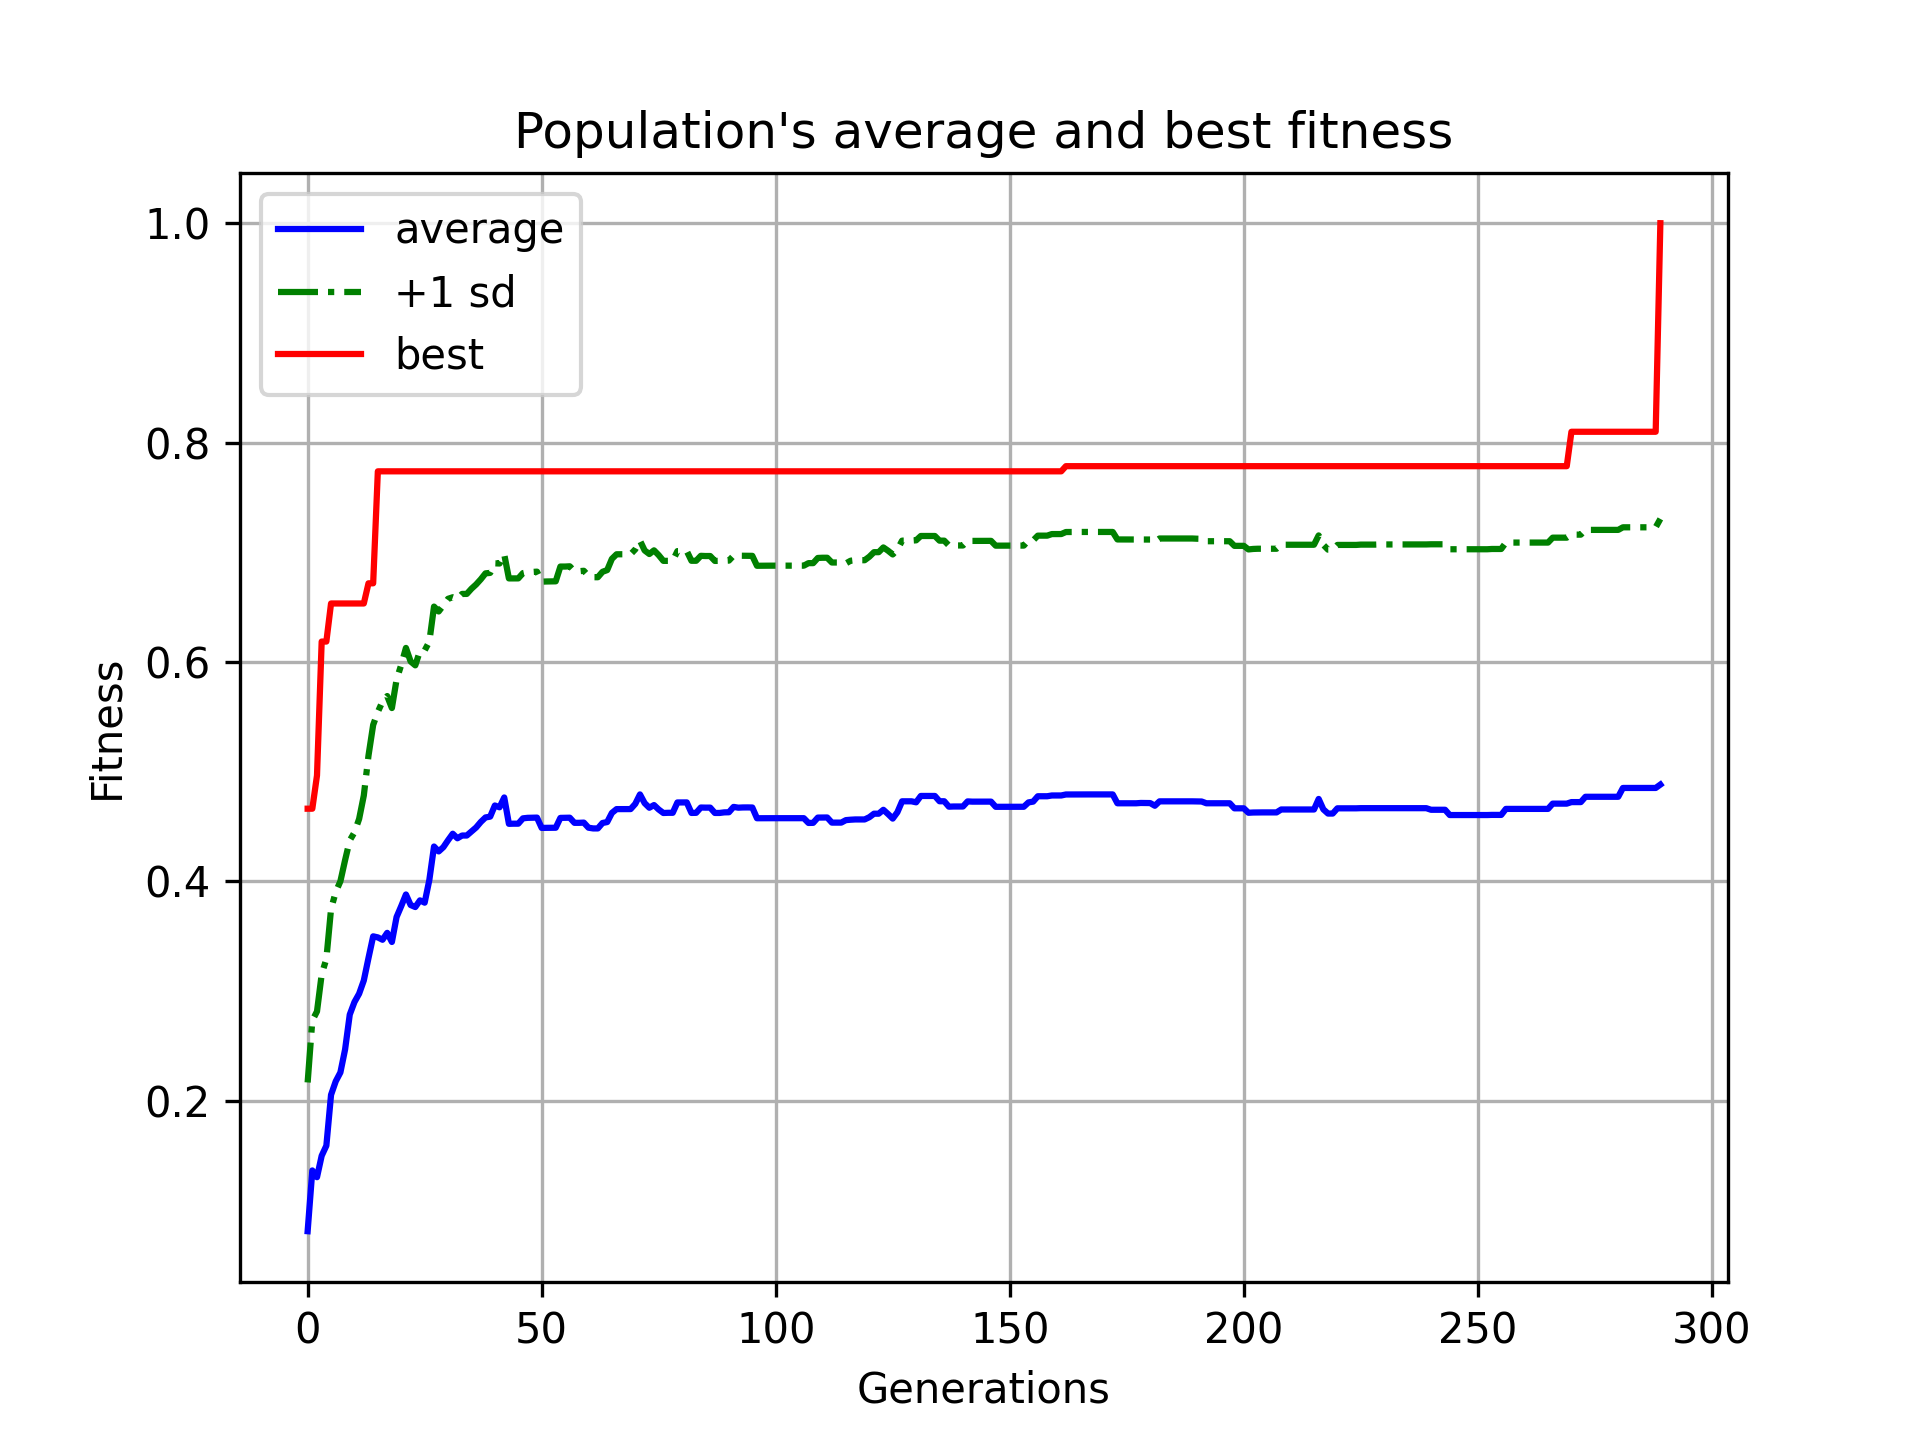 Population's average and best fitness
average
+1 sd
best
1.0
0.8
0.6
0.4
0.2
Fitness
0 50 100 150 200 250 300
Generations